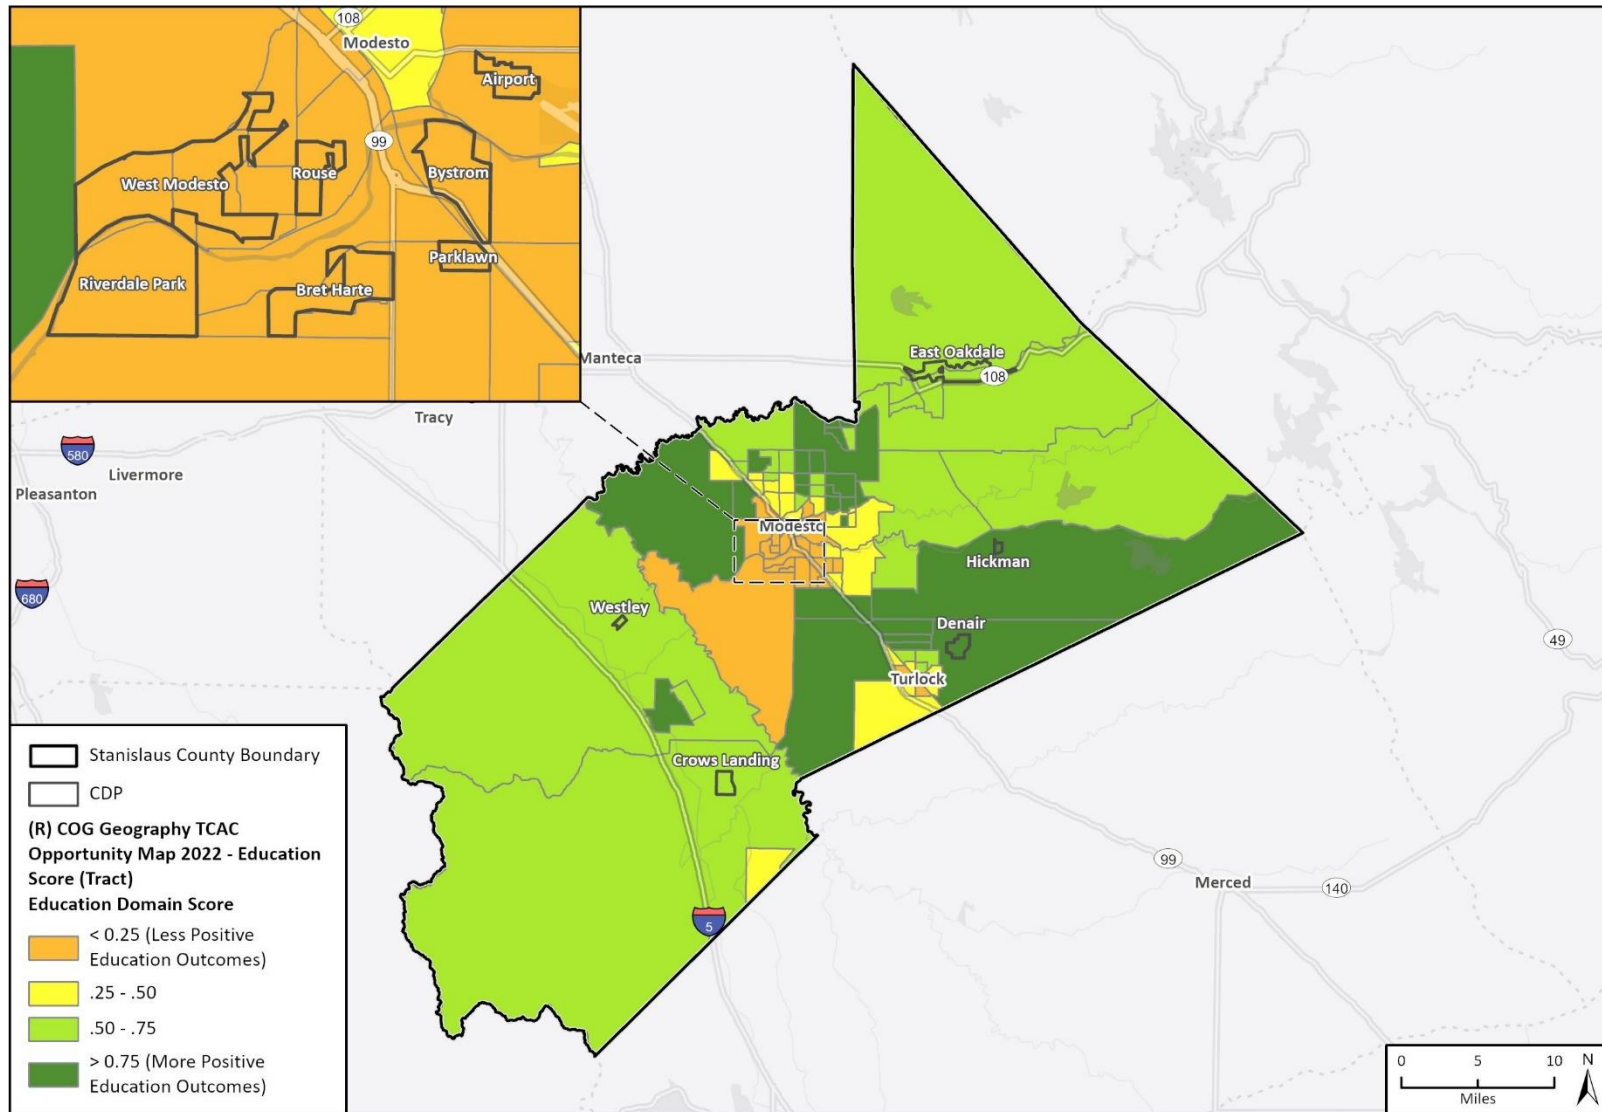 108
Modesto
Airport
99
West Modesto
Rouse
Bystrom
Parklawn
Riverdale Park
Bret Harte
Manteca
Tracy
580
Livermore
Pleasanton
680
East Oakdale
108
Modesto
Hickman
Westley
Denair
Turlock
Crows Landing
5
49
99
Merced
140
Stanislaus County Boundary
CDP
(R) COG Geography TCAC
Opportunity Map 2022 - Education
Score (Tract)
Education Domain Score
< 0.25 (Less Positive
Education Outcomes)
.25 - .50
.50 - .75
> 0.75 (More Positive
Education Outcomes)
0 5 10
Miles
N